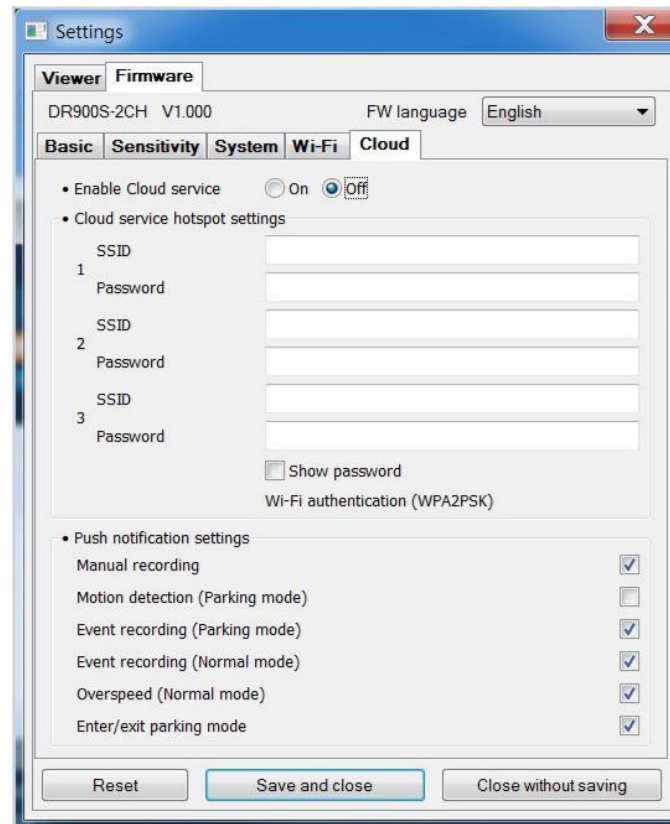 Settings
Viewer Firmware
DR900S-2CH V1.000 FW language English
Basic Sensitivity System Wi-Fi Cloud
• Enable Cloud service On Off
• Cloud service hotspot settings
SSID
1
Password
SSID
2
Password
SSID
3
Password
Show password
Wi-Fi authentication (WPA2PSK)
• Push notification settings
Manual recording
Motion detection (Parking mode)
Event recording (Parking mode)
Event recording (Normal mode)
Overspeed (Normal mode)
Enter/exit parking mode
Reset Save and close Close without saving